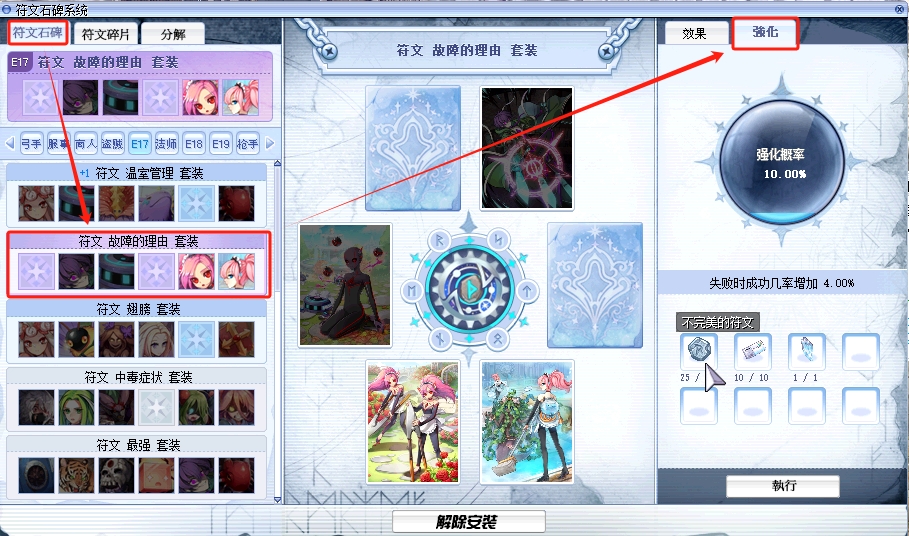 符文石碑系统
符文石碑
符文碎片
分解
E17 符文 故障的理由 套装
弓手 服事 商人 盗贼 E17 法师 E18 E19 枪手
+1 符文 温室管理 套装
符文 故障的理由 套装
符文 翅膀 套装
符文 中毒症状 套装
符文 最强 套装
符文 故障的理由 套装
解除安裝
效果
強化
强化概率
10.00%
失败时成功几率增加 4.00%
不完美的符文
25 /
10 / 10
1 / 1
執行